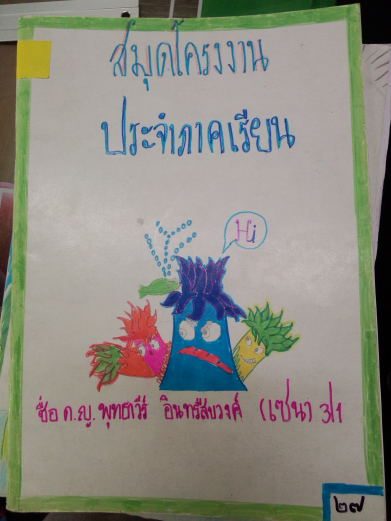 สมุดโครงงาน
ประจำภาคเรียน
Hi
ชื่อ ด.ญ. พุทธทวีร์ อินทรสืบวงศ์ (เซน่า 3/1
๒๗